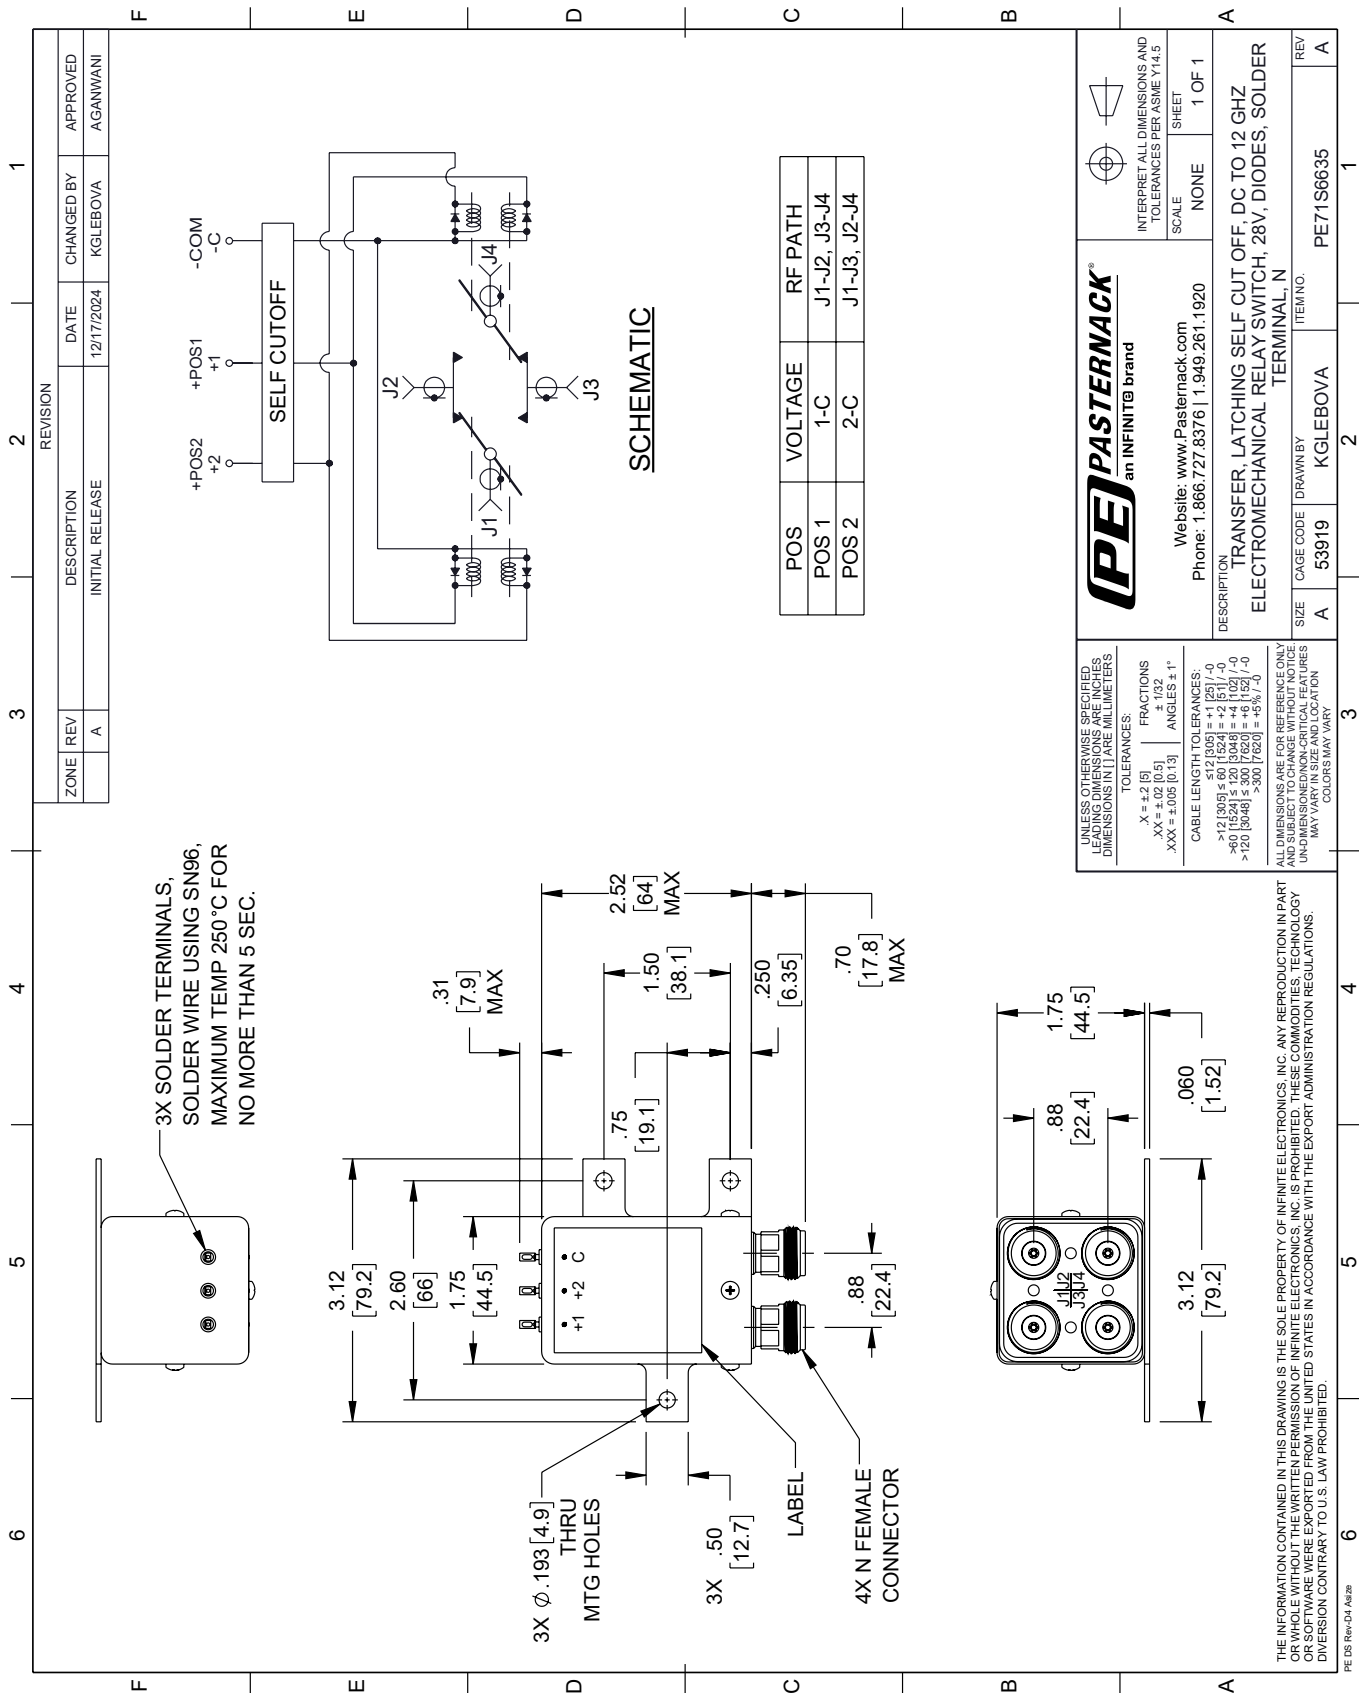 6
5
4
3
2
1
F
E
D
C
B
A
REVISION
ZONE REV DESCRIPTION DATE CHANGED BY APPROVED
A INITIAL RELEASE 12/17/2024 KGLEBOVA AGANWANI
3X SOLDER TERMINALS,
SOLDER WIRE USING SN96,
MAXIMUM TEMP 250°C FOR
NO MORE THAN 5 SEC.
3.12
[79.2]
2.60
[66]
1.75
[44.5]
.31
[7.9]
MAX
2.52
[64]
MAX
1.50
[38.1]
.75
[19.1]
.250
[6.35]
.70
[17.8]
MAX
+1
+2
C
3X Ø .193 [4.9]
THRU
MTG HOLES
3X .50
[12.7]
LABEL
4X N FEMALE
CONNECTOR
.88
[22.4]
J1 J2
J3 J4
3.12
[79.2]
.88
[22.4]
1.75
[44.5]
.060
[1.52]
+POS2
+2
+POS1
+1
-COM
-C
SELF CUTOFF
J1
J2
J3
J4
SCHEMATIC
POS VOLTAGE RF PATH
POS 1 1-C J1-J2, J3-J4
POS 2 2-C J1-J3, J2-J4
UNLESS OTHERWISE SPECIFIED
LEADING DIMENSIONS ARE INCHES
DIMENSIONS IN [ ] ARE MILLIMETERS
TOLERANCES:
.X = ±.2 [5]
.XX = ±.02 [0.5]
.XXX = ±.005 [0.13]
FRACTIONS
± 1/32
ANGLES ± 1°
CABLE LENGTH TOLERANCES:
≤12 [305] = +1 [25] / -0
>12 [305] ≤ 60 [1524] = +2 [51] / -0
>60 [1524] ≤ 120 [3048] = +4 [102] / -0
>120 [3048] ≤ 300 [7620] = +6 [152] / -0
>300 [7620] = +5% / -0
ALL DIMENSIONS ARE FOR REFERENCE ONLY
AND SUBJECT TO CHANGE WITHOUT NOTICE.
UN-DIMENSIONED/NON-CRITICAL FEATURES
MAY VARY IN SIZE AND LOCATION
COLORS MAY VARY
PE PASTERNACK®
an INFINIT® brand
Website: www.Pasternack.com
Phone: 1.866.727.8376 | 1.949.261.1920
INTERPRET ALL DIMENSIONS AND
TOLERANCES PER ASME Y14.5
SCALE
NONE
SHEET
1 OF 1
DESCRIPTION
TRANSFER, LATCHING SELF CUT OFF, DC TO 12 GHZ
ELECTROMECHANICAL RELAY SWITCH, 28V, DIODES, SOLDER
TERMINAL, N
SIZE
A
CAGE CODE
53919
DRAWN BY
KGLEBOVA
ITEM NO.
PE71S6635
REV
A
THE INFORMATION CONTAINED IN THIS DRAWING IS THE SOLE PROPERTY OF INFINITE ELECTRONICS, INC. ANY REPRODUCTION IN PART
OR WHOLE WITHOUT THE WRITTEN PERMISSION OF INFINITE ELECTRONICS, INC. IS PROHIBITED. THESE COMMODITIES, TECHNOLOGY
OR SOFTWARE WERE EXPORTED FROM THE UNITED STATES IN ACCORDANCE WITH THE EXPORT ADMINISTRATION REGULATIONS.
DIVERSION CONTRARY TO U.S. LAW PROHIBITED.
PE DS Rev-D4 Asize
6
5
4
3
2
1
F
E
D
C
B
A